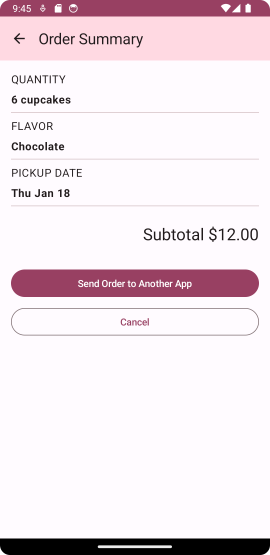 9:45
Order Summary
QUANTITY
6 cupcakes
FLAVOR
Chocolate
PICKUP DATE
Thu Jan 18
Subtotal $12.00
Send Order to Another App
Cancel